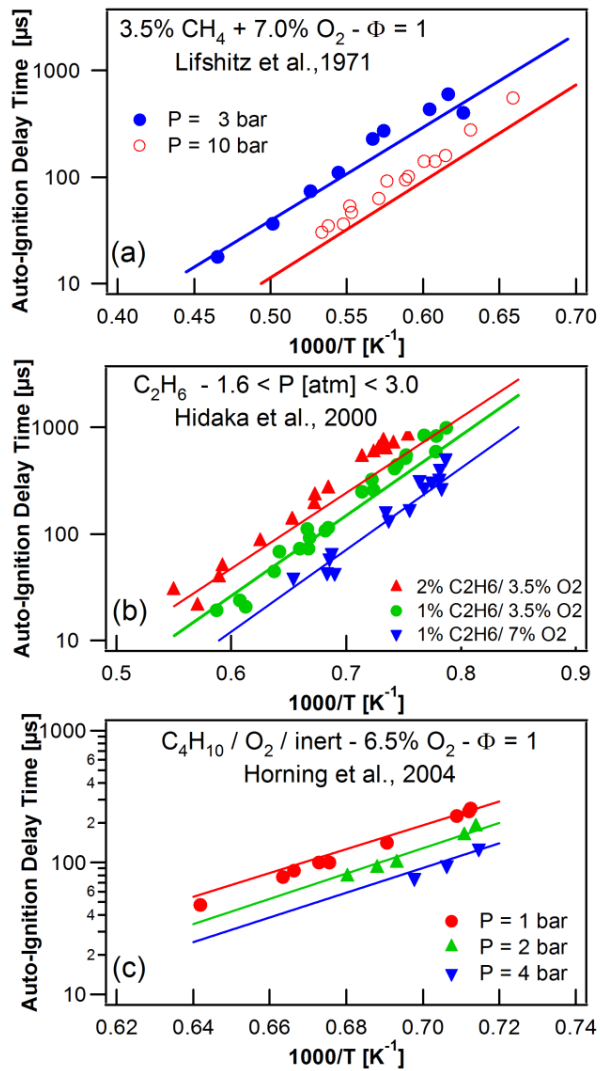 3.5% CH4 + 7.0% O2 - Φ = 1
Lifshitz et al.,1971
P = 3 bar
P = 10 bar
1000
100
10
Auto-Ignition Delay Time [µs]
(a)
0.40 0.45 0.50 0.55 0.60 0.65 0.70
1000/T [K-1]
C2H6 - 1.6 < P [atm] < 3.0
Hidaka et al., 2000
1000
100
10
Auto-Ignition Delay Time [µs]
2% C2H6/ 3.5% O2
1% C2H6/ 3.5% O2
1% C2H6/ 7% O2
(b)
0.5 0.6 0.7 0.8 0.9
1000/T [K-1]
C4H10 / O2 / inert - 6.5% O2 - Φ = 1
Horning et al., 2004
1000
6
4
2
100
6
4
2
10
Auto-Ignition Delay Time [µs]
P = 1 bar
P = 2 bar
P = 4 bar
(c)
0.62 0.64 0.66 0.68 0.70 0.72 0.74
1000/T [K-1]